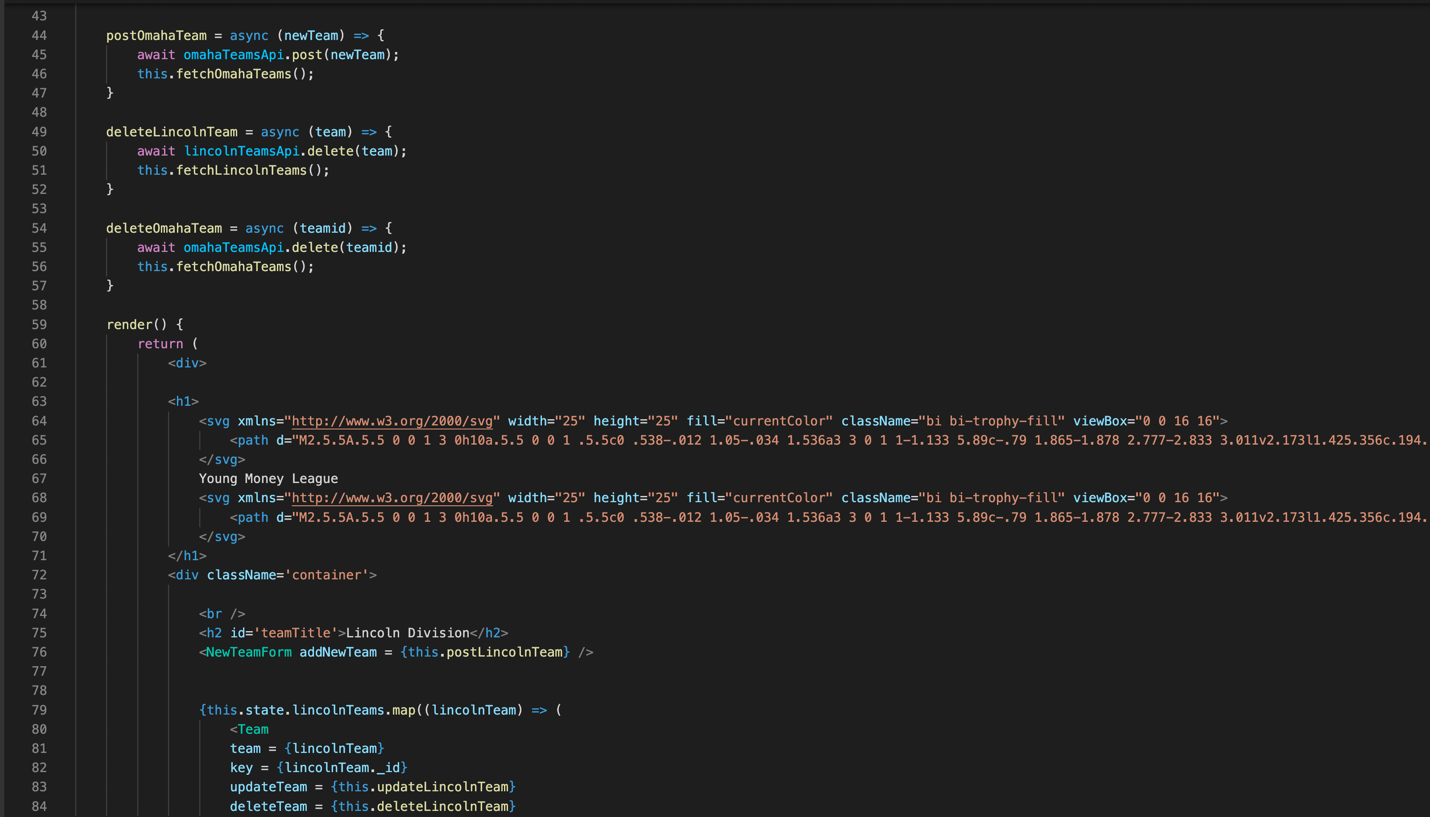 43
44 postOmahaTeam = async (newTeam) => {
45 await omahaTeamsApi.post(newTeam);
46 this.fetchOmahaTeams();
47 }
48
49 deleteLincolnTeam = async (team) => {
50 await lincolnTeamsApi.delete(team);
51 this.fetchLincolnTeams();
52 }
53
54 deleteOmahaTeam = async (teamid) => {
55 await omahaTeamsApi.delete(teamid);
56 this.fetchOmahaTeams();
57 }
58
59 render() {
60 return (
61 <div>
62
63 <h1>
64 <svg xmlns="http://www.w3.org/2000/svg" width="25" height="25" fill="currentColor" className="bi bi-trophy-fill" viewBox="0 0 16 16">
65 <path d="M2.5.5A.5.5 0 0 1 3 0h10a.5.5 0 0 1 .5.5c0 .538-.012 1.05-.034 1.536a3 3 0 1 1-1.133 5.89c-.79 1.865-1.878 2.777-2.833 3.011v2.173l1.425.356c.194.
66 </svg>
67 Young Money League
68 <svg xmlns="http://www.w3.org/2000/svg" width="25" height="25" fill="currentColor" className="bi bi-trophy-fill" viewBox="0 0 16 16">
69 <path d="M2.5.5A.5.5 0 0 1 3 0h10a.5.5 0 0 1 .5.5c0 .538-.012 1.05-.034 1.536a3 3 0 1 1-1.133 5.89c-.79 1.865-1.878 2.777-2.833 3.011v2.173l1.425.356c.194.
70 </svg>
71 </h1>
72 <div className='container'>
73
74 <br />
75 <h2 id='teamTitle'>Lincoln Division</h2>
76 <NewTeamForm addNewTeam = {this.postLincolnTeam} />
77
78
79 {this.state.lincolnTeams.map((lincolnTeam) => (
80 <Team
81 team = {lincolnTeam}
82 key = {lincolnTeam._id}
83 updateTeam = {this.updateLincolnTeam}
84 deleteTeam = {this.deleteLincolnTeam}